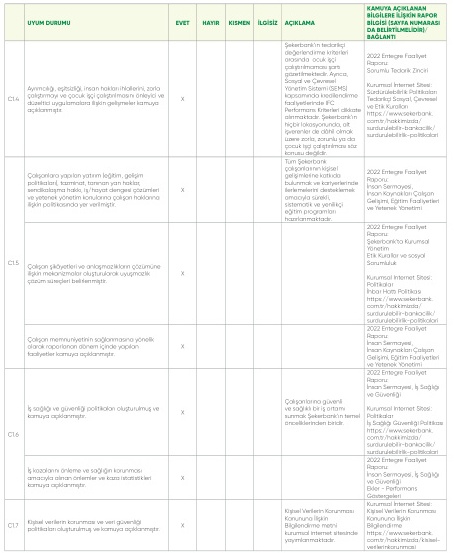 UYUM DURUMU
EVET
HAYIR
KISMEN
İLGİSİZ
AÇIKLAMA
KAMUYA AÇIKLANAN
BİLGİLERE İLİŞKİN RAPOR
BİLGİSİ (SAYFA NUMARASI
DA BELİRTİLMELİDİR)/
BAĞLANTI
C1.4
Ayrımcılığı, eşitsizliği, insan hakları ihlallerini, zorla
çalıştırmayı ve çocuk işçi çalıştırılmasını önleyici ve
düzeltici uygulamalara ilişkin gelişmeler kamuya
açıklanmıştır.
X
Şekerbank'ın tedarikçi
değerlendirme kriterleri
arasında çocuk işçi
çalıştırılmaması şartı
gözetilmektedir. Ayrıca,
Sosyal ve Çevresel
Yönetim Sistemi (SEMS)
kapsamında kredilendirme
faaliyetlerinde IFC
Performans Kriterleri dikkate
alınmaktadır. Şekerbank'ın
hiçbir lokasyonunda, alt
işverenler de dâhil olmak
üzere zorla, zorunlu ya da
çocuk işçi çalıştırılması söz
konusu değildir.
2022 Entegre Faaliyet
Raporu:
Sorumlu Tedarik Zinciri
Kurumsal İnternet Sitesi:
Sürdürülebilirlik Politikaları
Tedarikçi Sosyal, Çevresel
ve Etik Kuralları
https://www.sekerbank.
com.tr/hakkimizda/
surdurulebilir-bankacilik/
surdurulebilirlik-politikalari
C1.5
Çalışanlara yapılan yatırım (eğitim, gelişim
politikaları), tazminat, tanınan yan haklar,
sendikalaşma hakkı, iş/hayat dengesi çözümleri
ve yetenek yönetimi konularına çalışan haklarına
ilişkin politikasında yer verilmiştir.
X
Tüm Şekerbank
çalışanlarının kişisel
gelişimlerine katkıda
bulunmak ve kariyerlerinde
ilerlemelerini desteklemek
amacıyla sürekli,
sistematik ve yenilikçi
eğitim programları
hazırlanmaktadır.
2022 Entegre Faaliyet
Raporu:
İnsan Sermayesi,
İnsan Kaynakları Çalışan
Gelişimi, Eğitim Faaliyetleri
ve Yetenek Yönetimi
Çalışan şikâyetleri ve anlaşmazlıkların çözümüne
ilişkin mekanizmalar oluşturularak uyuşmazlık
çözüm süreçleri belirlenmiştir.
X
2022 Entegre Faaliyet
Raporu:
Şekerbank'ta Kurumsal
Yönetim
Etik Kurallar ve sosyal
Sorumluluk
Kurumsal İnternet Sitesi:
Politikalar
İhbar Hattı Politikası
https://www.sekerbank.
com.tr/hakkimizda/
surdurulebilir-bankacilik/
surdurulebilirlik-politikalari
Çalışan memnuniyetinin sağlanmasına yönelik
olarak raporlanan dönem içinde yapılan
faaliyetler kamuya açıklanmıştır.
X
2022 Entegre Faaliyet
Raporu:
İnsan Sermayesi,
İnsan Kaynakları Çalışan
Gelişimi, Eğitim Faaliyetleri
ve Yetenek Yönetimi
C1.6
İş sağlığı ve güvenliği politikaları oluşturulmuş ve
kamuya açıklanmıştır.
X
Çalışanlarına güvenli
ve sağlıklı bir iş ortamı
sunmak Şekerbank'ın temel
önceliklerinden biridir.
2022 Entegre Faaliyet
Raporu:
İnsan Sermayesi, İş Sağlığı
ve Güvenliği
Kurumsal İnternet Sitesi:
Politikalar
İş Sağlığı Güvenliği Politikası
https://www.sekerbank.
com.tr/hakkimizda/
surdurulebilir-bankacilik/
surdurulebilirlik-politikalari
İş kazalarını önleme ve sağlığın korunması
amacıyla alınan önlemler ve kaza istatistikleri
kamuya açıklanmıştır.
X
2022 Entegre Faaliyet
Raporu:
İnsan Sermayesi, İş Sağlığı
ve Güvenliği
Ekler - Performans
Göstergeleri
C1.7
Kişisel verilerin korunması ve veri güvenliği
politikaları oluşturulmuş ve kamuya açıklanmıştır.
X
Kişisel Verilerin Korunması
Kanununa İlişkin
Bilgilendirme metni
kurumsal internet sitesinde
yayımlanmaktadır.
Kurumsal İnternet Sitesi:
Kişisel Verilerin Korunması
Kanununa İlişkin
Bilgilendirme
https://www.sekerbank.
com.tr/hakkimizda/kisisel-
verilerinkorunmasi